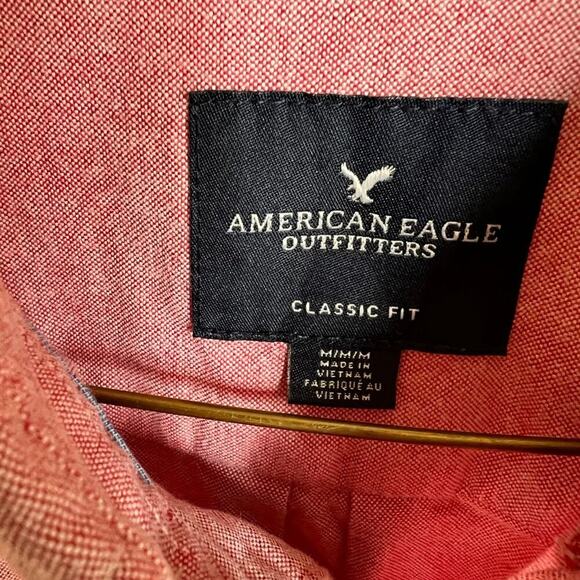 AMERICAN EAGLE
OUTFITTERS
CLASSIC FIT
M/M/M
MADE IN
VIETNAM
FABRIQUÉ AU
VIETNAM